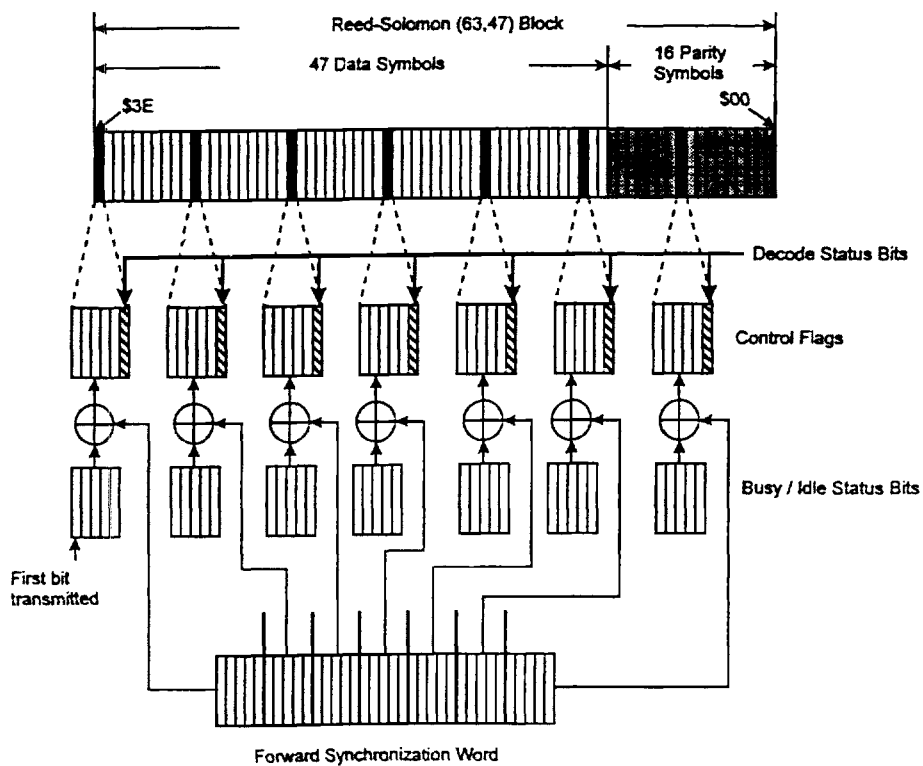 Reed-Solomon (63,47) Block
47 Data Symbols
16 Parity
Symbols
$3E
$00
Decode Status Bits
Control Flags
Busy / Idle Status Bits
First bit
transmitted
Forward Synchronization Word